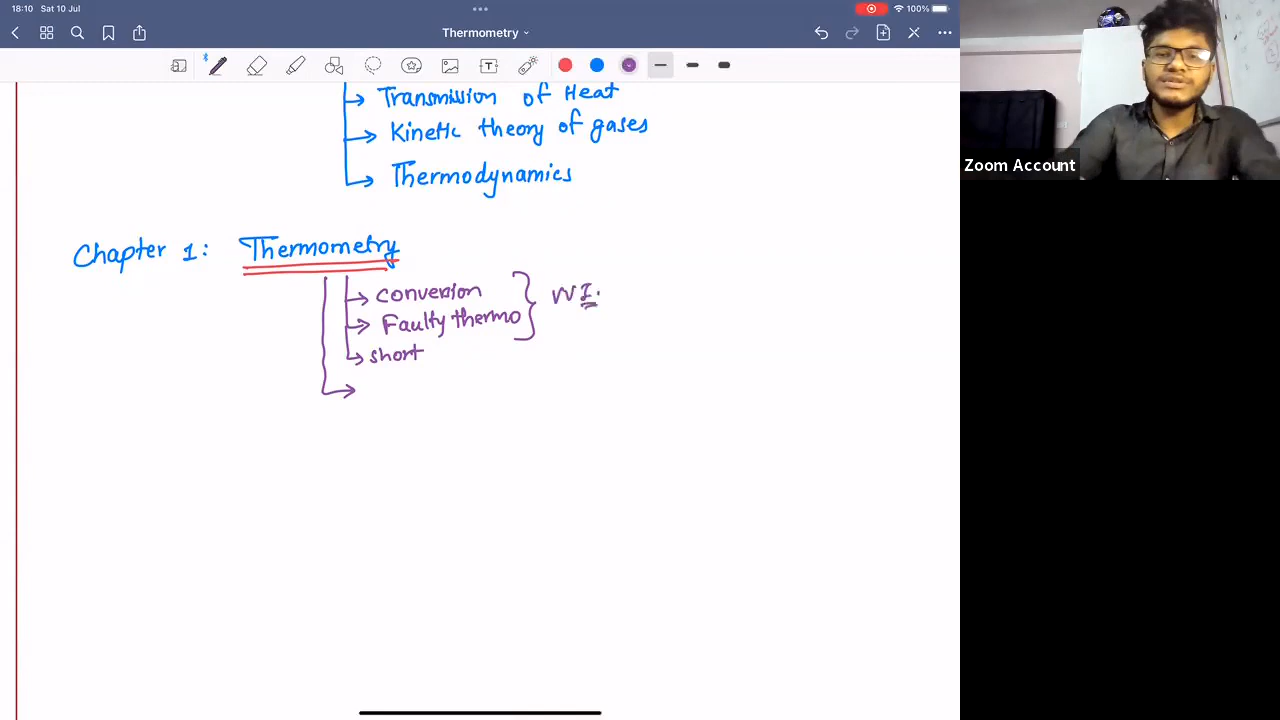 18:10 Sat 10 Jul
100%
Thermometry
T
Transmission of Heat
Kinetic theory of gases
Thermodynamics
Chapter 1: Thermometry
Conversion
Faulty thermo
VVI.
short
Zoom Account